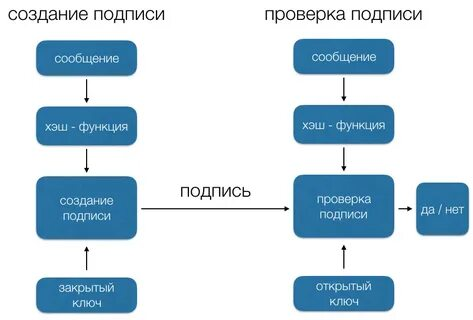 создание подписи
проверка подписи
сообщение
сообщение
хэш - функция
хэш - функция
создание
подписи
подпись
проверка
подписи
да / нет
закрытый
ключ
открытый
ключ